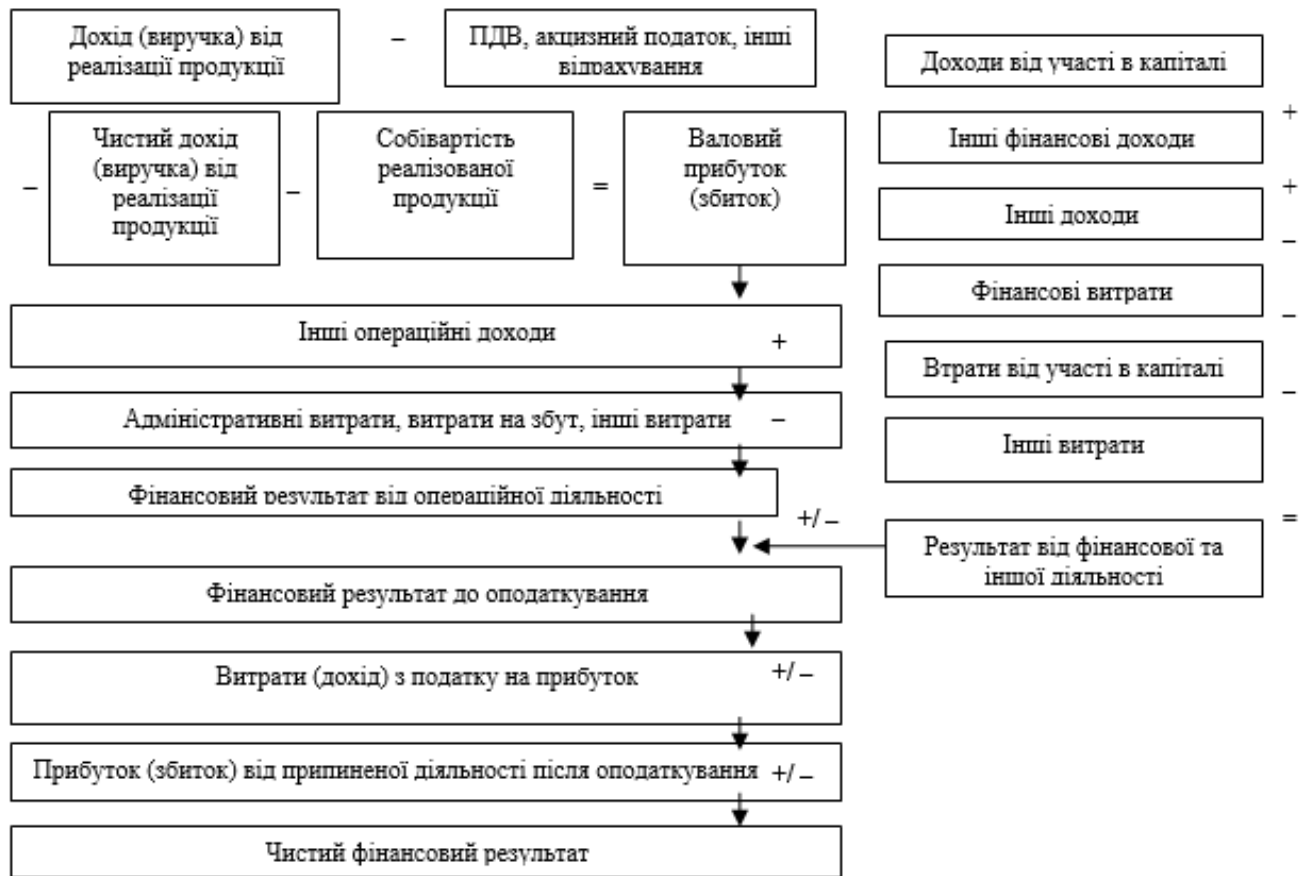 Дохід (виручка) від
реалізації продукції
–
ПДВ, акцизний податок, інші
відрахування
–
Чистий дохід
(виручка) від
реалізації
продукції
–
Собівартість
реалізованої
продукції
=
Валовий
прибуток
(збиток)
Інші операційні доходи
+
Адміністративні витрати, витрати на збут, інші витрати –
Фінансовий результат від операційної діяльності
+/–
Фінансовий результат до оподаткування
Витрати (дохід) з податку на прибуток +/–
Прибуток (збиток) від припиненої діяльності після оподаткування +/–
Чистий фінансовий результат
Доходи від участі в капіталі
+
Інші фінансові доходи
+
Інші доходи
–
Фінансові витрати
–
Втрати від участі в капіталі
–
Інші витрати
=
Результат від фінансової та
іншої діяльності